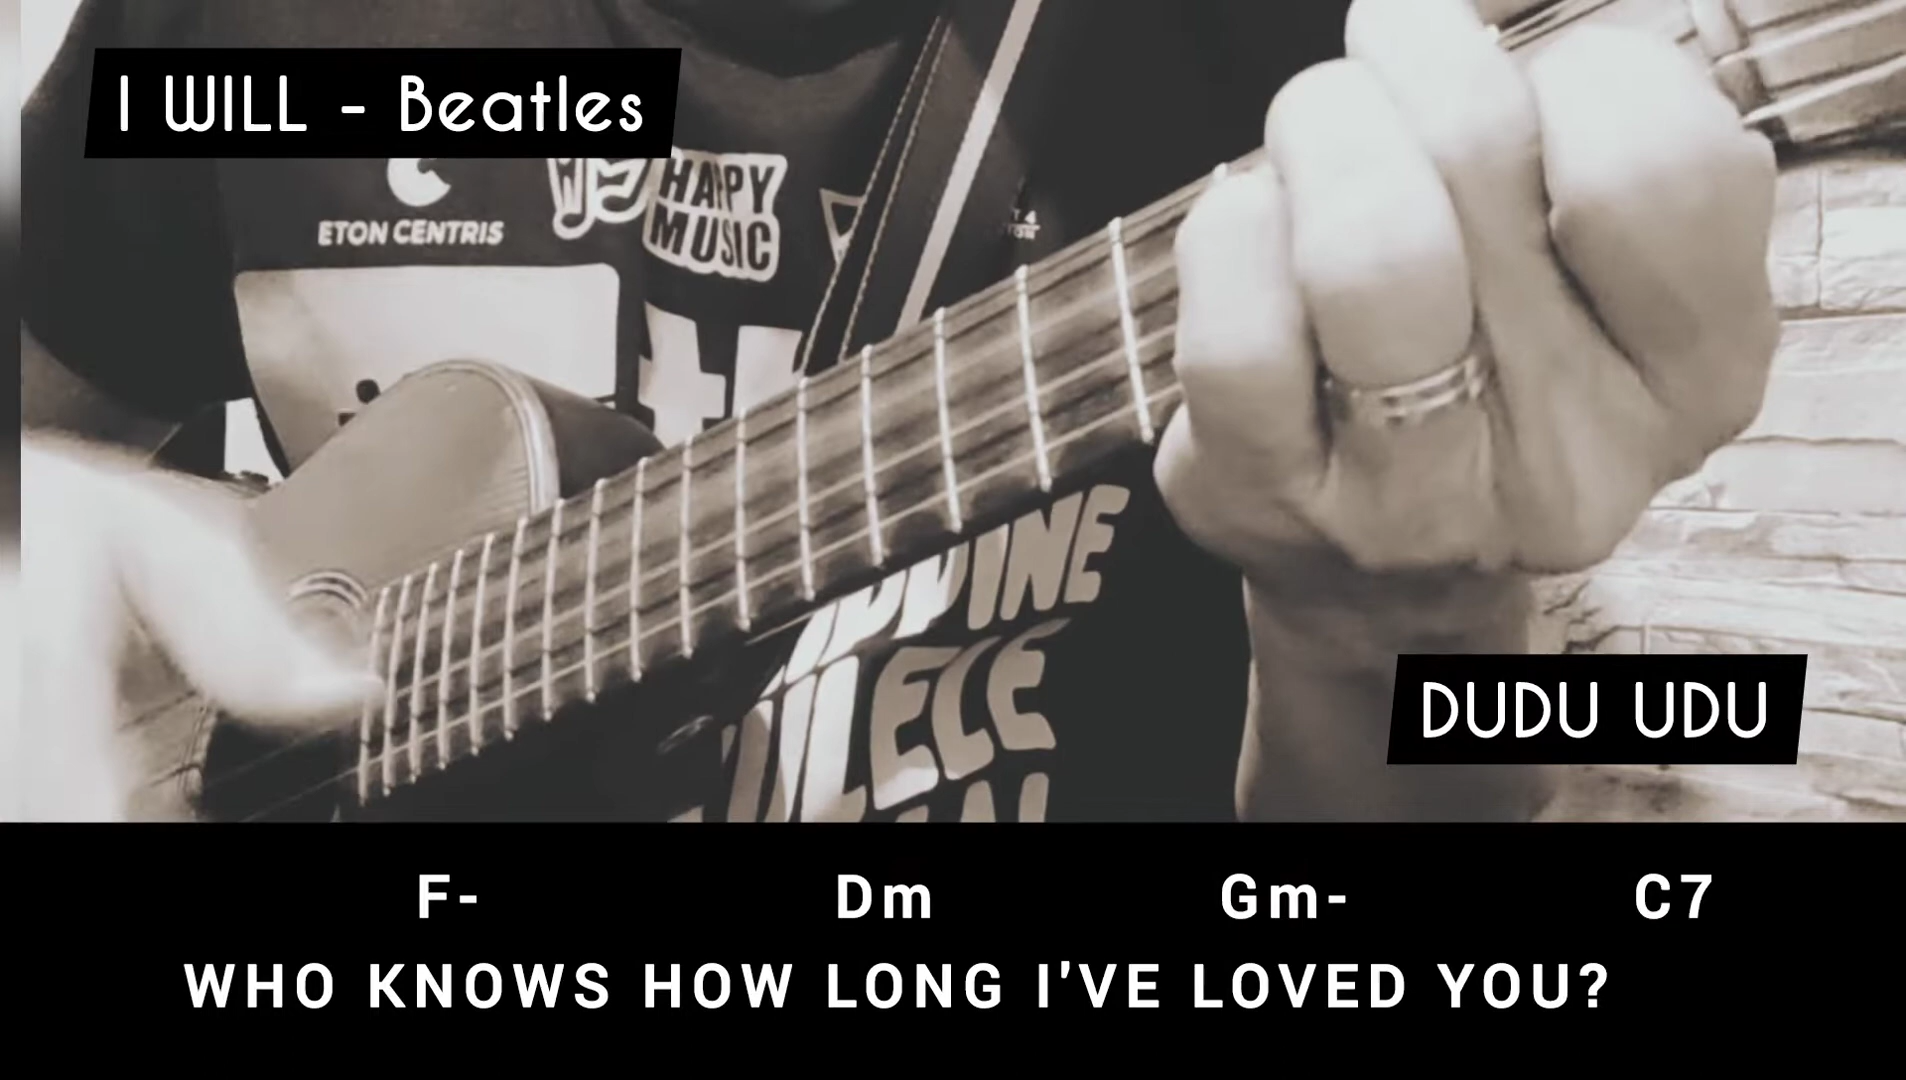 I WILL - Beatles
ETON CENTRIS
HAPPY
MUSIC
DUDU UDU
F- Dm Gm- C7
WHO KNOWS HOW LONG I'VE LOVED YOU?